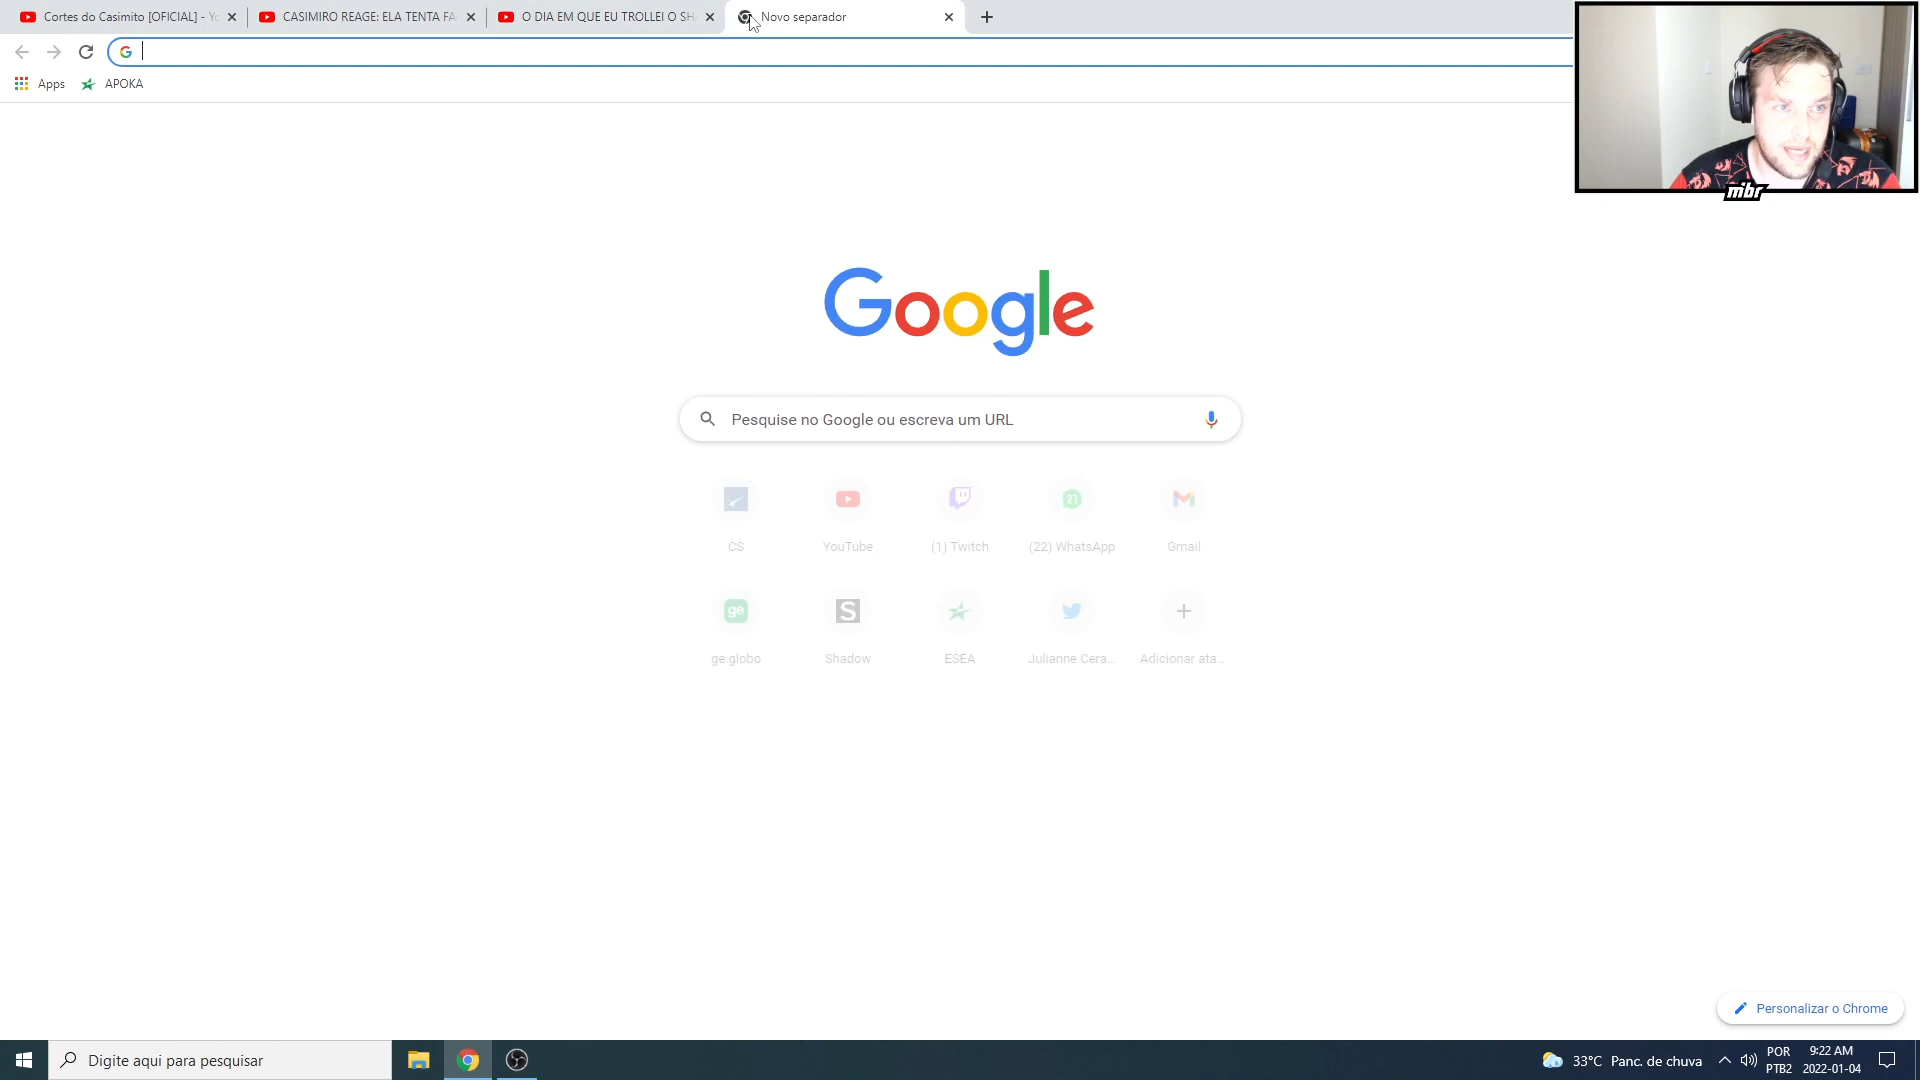 Cortes do Casimito [OFICIAL] - Yo
CASIMIRO REAGE: ELA TENTA FA
O DIA EM QUE EU TROLLEI O SH
Novo separador
Apps
APOKA
mibr
Google
Pesquise no Google ou escreva um URL
CS
YouTube
(1) Twitch
21
(22) WhatsApp
Gmail
ge
ge.globo
S
Shadow
ESEA
Julianne Cera...
Adicionar ata...
Personalizar o Chrome
Digite aqui para pesquisar
33°C Panc. de chuva
POR
PTB2
9:22 AM
2022-01-04